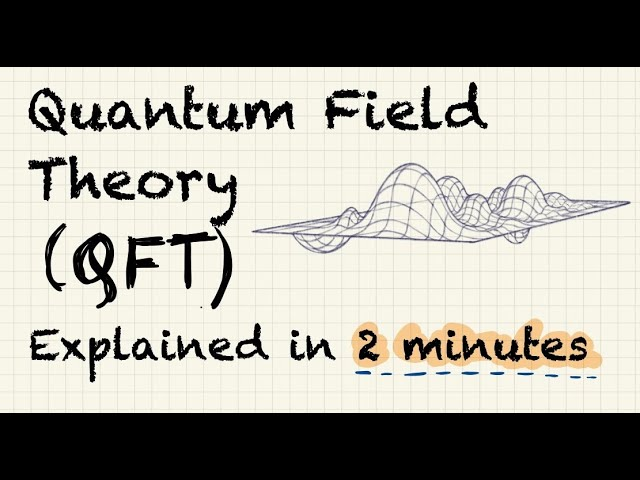 Quantum Field
Theory
(QFT)
Explained in 2 minutes